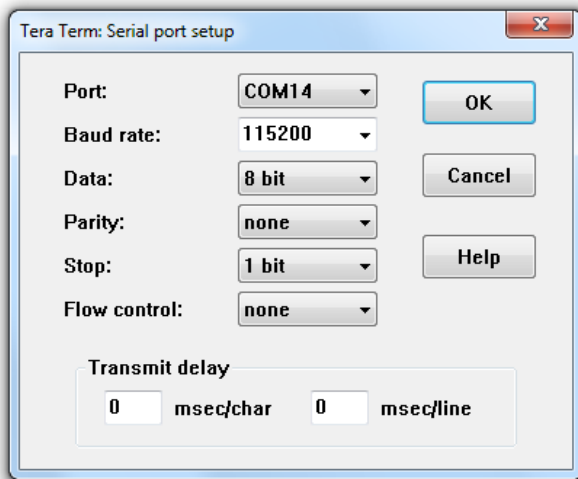 Tera Term: Serial port setup
Port: COM14
Baud rate: 115200
Data: 8 bit
Parity: none
Stop: 1 bit
Flow control: none
OK
Cancel
Help
Transmit delay
0 msec/char 0 msec/line